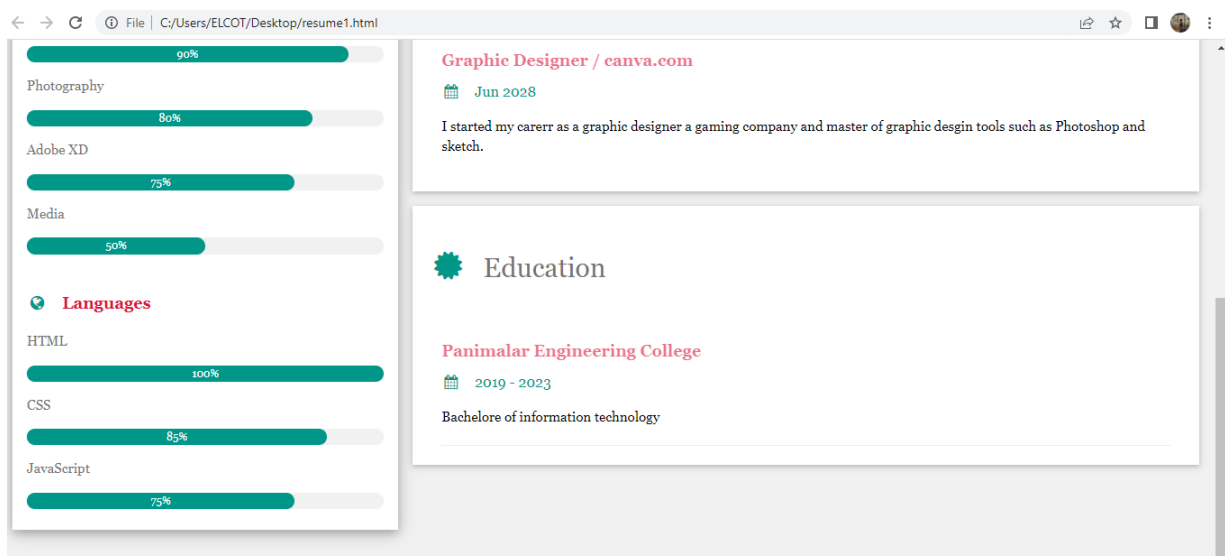 File | C:/Users/ELCOT/Desktop/resume1.html
90%
Photography
80%
Adobe XD
75%
Media
50%
Languages
HTML
100%
CSS
85%
JavaScript
75%
Graphic Designer / canva.com
Jun 2028
I started my carerr as a graphic designer a gaming company and master of graphic desgin tools such as Photoshop and
sketch.
Education
Panimalar Engineering College
2019 - 2023
Bachelore of information technology